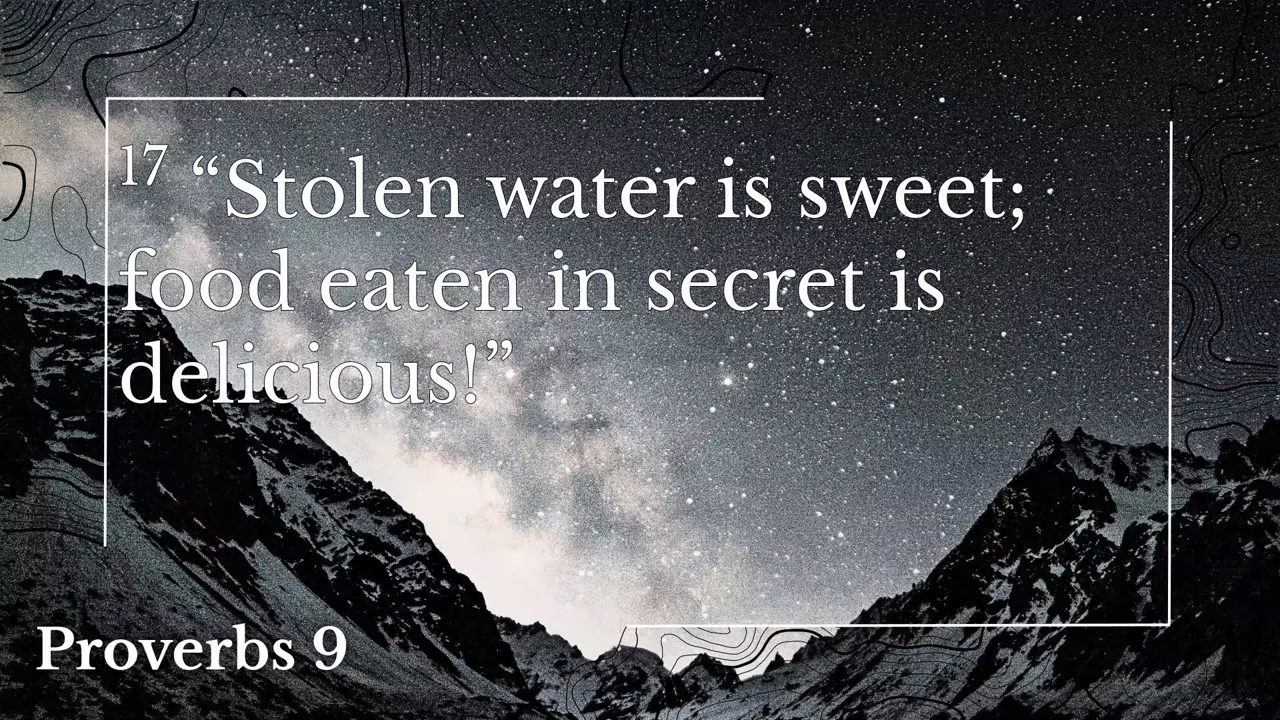 17 “Stolen water is sweet;
food eaten in secret is
delicious!”
Proverbs 9